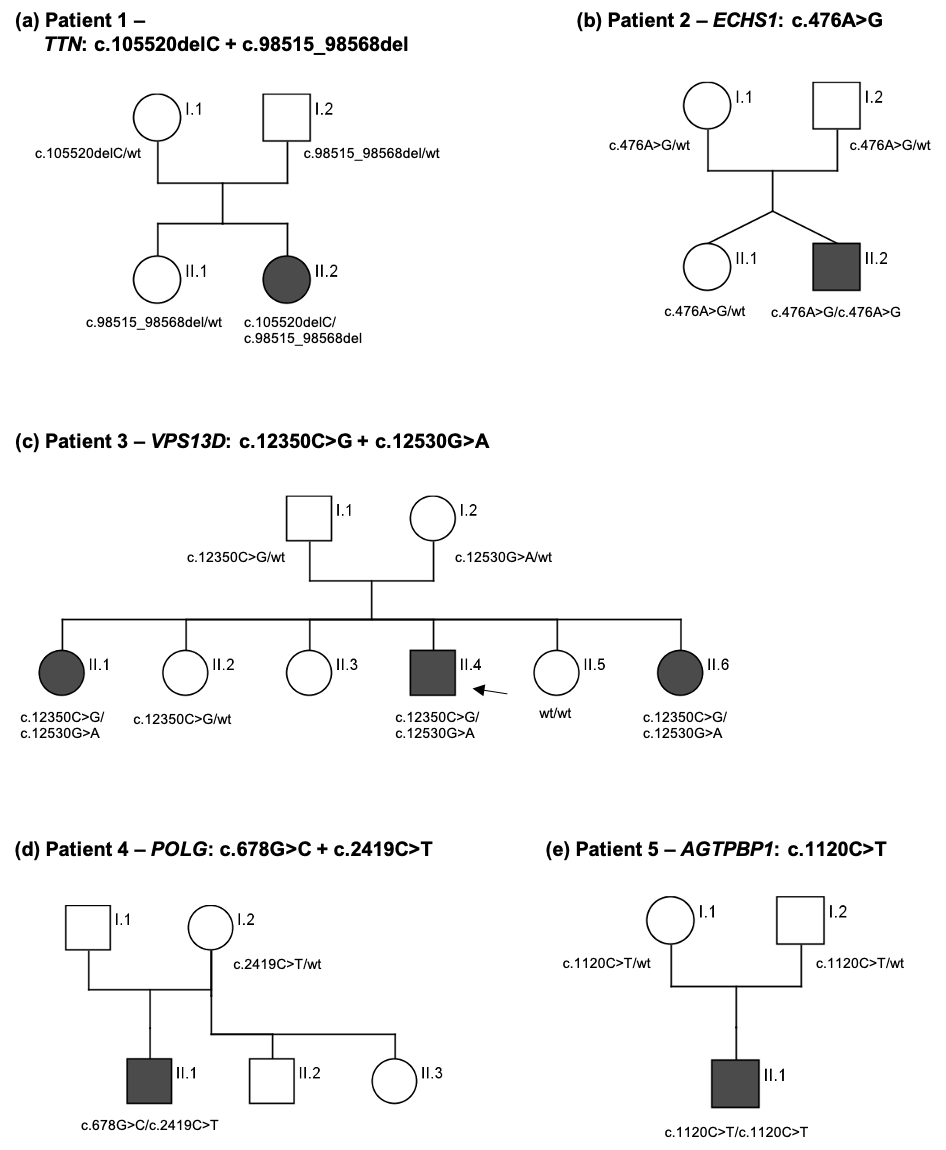 (a) Patient 1 –
TTN: c.105520delC + c.98515_98568del
I.1
I.2
c.105520delC/wt
c.98515_98568del/wt
II.1
II.2
c.98515_98568del/wt
c.105520delC/
c.98515_98568del
(b) Patient 2 – ECHS1: c.476A>G
I.1
I.2
c.476A>G/wt
c.476A>G/wt
II.1
II.2
c.476A>G/wt
c.476A>G/c.476A>G
(c) Patient 3 – VPS13D: c.12350C>G + c.12530G>A
I.1
I.2
c.12350C>G/wt
c.12530G>A/wt
II.1
II.2
II.3
II.4
II.5
II.6
c.12350C>G/
c.12530G>A
c.12350C>G/wt
c.12350C>G/
c.12530G>A
wt/wt
c.12350C>G/
c.12530G>A
(d) Patient 4 – POLG: c.678G>C + c.2419C>T
I.1
I.2
c.2419C>T/wt
II.1
II.2
II.3
c.678G>C/c.2419C>T
(e) Patient 5 – AGTPBP1: c.1120C>T
I.1
I.2
c.1120C>T/wt
c.1120C>T/wt
II.1
c.1120C>T/c.1120C>T